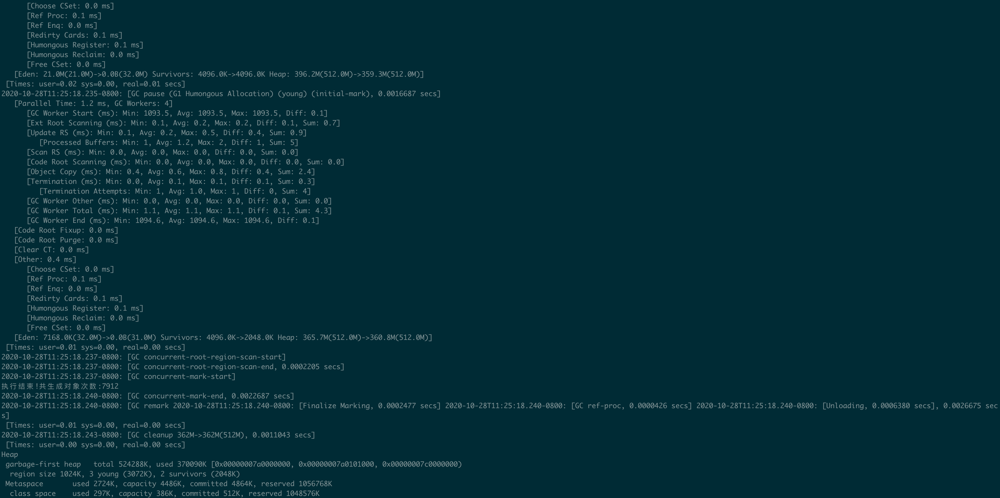 [Choose CSet: 0.0 ms]
[Ref Proc: 0.1 ms]
[Ref Enq: 0.0 ms]
[Redirty Cards: 0.1 ms]
[Humongous Register: 0.1 ms]
[Humongous Reclaim: 0.0 ms]
[Free CSet: 0.0 ms]
[Eden: 21.0M(21.0M)->0.0B(32.0M) Survivors: 4096.0K->4096.0K Heap: 396.2M(512.0M)->359.3M(512.0M)]
[Times: user=0.02 sys=0.00, real=0.01 secs]
2020-10-28T11:25:18.235-0800: [GC pause (G1 Humongous Allocation) (young) (initial-mark), 0.0016687 secs]
[Parallel Time: 1.2 ms, GC Workers: 4]
[GC Worker Start (ms): Min: 1093.5, Avg: 1093.5, Max: 1093.5, Diff: 0.1]
[Ext Root Scanning (ms): Min: 0.1, Avg: 0.2, Max: 0.2, Diff: 0.1, Sum: 0.7]
[Update RS (ms): Min: 0.1, Avg: 0.2, Max: 0.5, Diff: 0.4, Sum: 0.9]
[Processed Buffers: Min: 1, Avg: 1.2, Max: 2, Diff: 1, Sum: 5]
[Scan RS (ms): Min: 0.0, Avg: 0.0, Max: 0.0, Diff: 0.0, Sum: 0.0]
[Code Root Scanning (ms): Min: 0.0, Avg: 0.0, Max: 0.0, Diff: 0.0, Sum: 0.0]
[Object Copy (ms): Min: 0.4, Avg: 0.6, Max: 0.8, Diff: 0.4, Sum: 2.4]
[Termination (ms): Min: 0.0, Avg: 0.1, Max: 0.1, Diff: 0.1, Sum: 0.3]
[Termination Attempts: Min: 1, Avg: 1.0, Max: 1, Diff: 0, Sum: 4]
[GC Worker Other (ms): Min: 0.0, Avg: 0.0, Max: 0.0, Diff: 0.0, Sum: 0.0]
[GC Worker Total (ms): Min: 1.1, Avg: 1.1, Max: 1.1, Diff: 0.1, Sum: 4.3]
[GC Worker End (ms): Min: 1094.6, Avg: 1094.6, Max: 1094.6, Diff: 0.1]
[Code Root Fixup: 0.0 ms]
[Code Root Purge: 0.0 ms]
[Clear CT: 0.0 ms]
[Other: 0.4 ms]
[Choose CSet: 0.0 ms]
[Ref Proc: 0.1 ms]
[Ref Enq: 0.0 ms]
[Redirty Cards: 0.1 ms]
[Humongous Register: 0.1 ms]
[Humongous Reclaim: 0.0 ms]
[Free CSet: 0.0 ms]
[Eden: 7168.0K(32.0M)->0.0B(31.0M) Survivors: 4096.0K->2048.0K Heap: 365.7M(512.0M)->360.8M(512.0M)]
[Times: user=0.01 sys=0.00, real=0.00 secs]
2020-10-28T11:25:18.237-0800: [GC concurrent-root-region-scan-start]
2020-10-28T11:25:18.237-0800: [GC concurrent-root-region-scan-end, 0.0002205 secs]
2020-10-28T11:25:18.237-0800: [GC concurrent-mark-start]
执行结束!共生成对象次数:7912
2020-10-28T11:25:18.240-0800: [GC concurrent-mark-end, 0.0022687 secs]
2020-10-28T11:25:18.240-0800: [GC remark 2020-10-28T11:25:18.240-0800: [Finalize Marking, 0.0002477 secs] 2020-10-28T11:25:18.240-0800: [GC ref-proc, 0.0000426 secs] 2020-10-28T11:25:18.240-0800: [Unloading, 0.0006380 secs], 0.0026675 sec
s]
[Times: user=0.01 sys=0.00, real=0.00 secs]
2020-10-28T11:25:18.243-0800: [GC cleanup 362M->362M(512M), 0.0011043 secs]
[Times: user=0.00 sys=0.00, real=0.00 secs]
Heap
garbage-first heap   total 524288K, used 370090K [0x00000007a0000000, 0x00000007a0101000, 0x00000007c0000000)
region size 1024K, 3 young (3072K), 2 survivors (2048K)
Metaspace       used 2724K, capacity 4486K, committed 4864K, reserved 1056768K
class space    used 297K, capacity 386K, committed 512K, reserved 1048576K